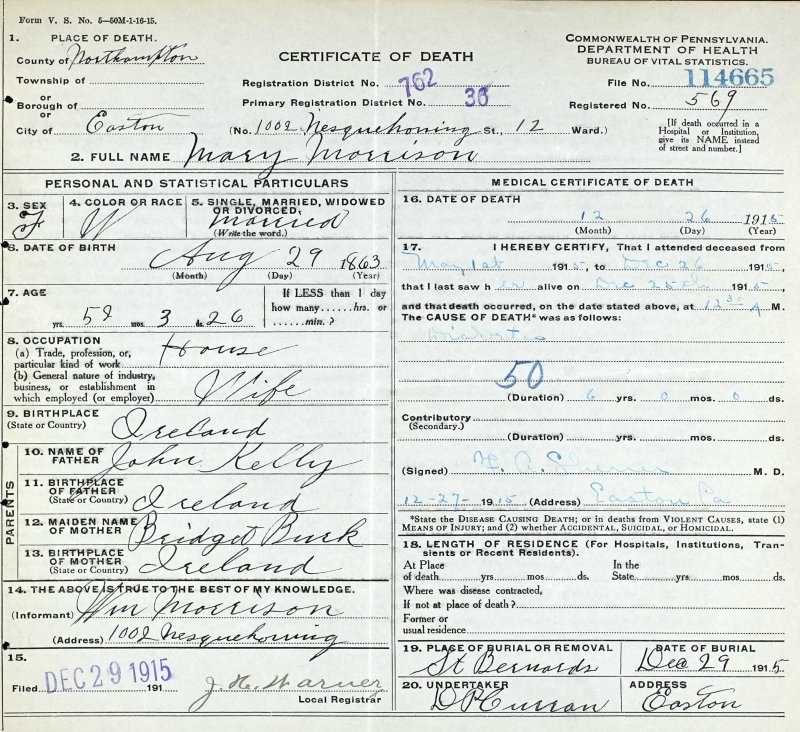 Form V. S. No. 5—50M-1-16-15.
1. PLACE OF DEATH.
County of Northampton
Township of
or
Borough of
or
City of Easton
CERTIFICATE OF DEATH
Registration District No. 762
Primary Registration District No. 36
(No. 1002 Nesquehoning St., 12 Ward.)
COMMONWEALTH OF PENNSYLVANIA.
DEPARTMENT OF HEALTH
BUREAU OF VITAL STATISTICS.
File No. 114665
Registered No. 569
[If death occurred in a
Hospital or Institution,
give its NAME instead
of street and number.]
2. FULL NAME Mary Morrison
PERSONAL AND STATISTICAL PARTICULARS
3. SEX F
4. COLOR OR RACE W
5. SINGLE, MARRIED, WIDOWED
OR DIVORCED,
married
(Write the word.)
6. DATE OF BIRTH
Aug 29 1863
(Month) (Day) (Year)
7. AGE
If LESS than 1 day
how many hrs. or
min. ?
yrs. 52 mos. 3 ds. 26
8. OCCUPATION
(a) Trade, profession, or,
particular kind of work House
(b) General nature of industry,
business, or establishment in
which employed (or employer) Wife
9. BIRTHPLACE
(State or Country) Ireland
PARENTS
10. NAME OF
FATHER John Kelly
11. BIRTHPLACE
OF FATHER
(State or Country) Ireland
12. MAIDEN NAME
OF MOTHER Bridget Burk
13. BIRTHPLACE
OF MOTHER
(State or Country) Ireland
14. THE ABOVE IS TRUE TO THE BEST OF MY KNOWLEDGE.
(Informant) Wm Morrison
(Address) 1002 Nesquehoning
15.
Filed DEC 29 1915 191
J. H. Warner
Local Registrar
MEDICAL CERTIFICATE OF DEATH
16. DATE OF DEATH
12 26 1915
(Month) (Day) (Year)
17. I HEREBY CERTIFY, That I attended deceased from
May 1st 1915, to Dec 26 1915,
that I last saw her alive on Dec 25th 1915,
and that death occurred, on the date stated above, at 12 30 A M.
The CAUSE OF DEATH* was as follows:
Diabetes
50
(Duration) 6 yrs. 0 mos. 0 ds.
Contributory
(Secondary.)
(Duration) yrs. mos. ds.
(Signed) F. A. M. D.
12-27- 1915 (Address) Easton Pa
*State the DISEASE CAUSING DEATH; or in deaths from VIOLENT CAUSES, state (1)
MEANS OF INJURY; and (2) whether ACCIDENTAL, SUICIDAL, or HOMICIDAL.
18. LENGTH OF RESIDENCE (For Hospitals, Institutions, Tran-
sients or Recent Residents).
At Place In the
of death yrs mos. ds. State yrs. mos. ds.
Where was disease contracted,
If not at place of death ?
Former or
usual residence
19. PLACE OF BURIAL OR REMOVAL
St Bernards
DATE OF BURIAL
Dec 29 1915
20. UNDERTAKER
D P Curran
ADDRESS
Easton